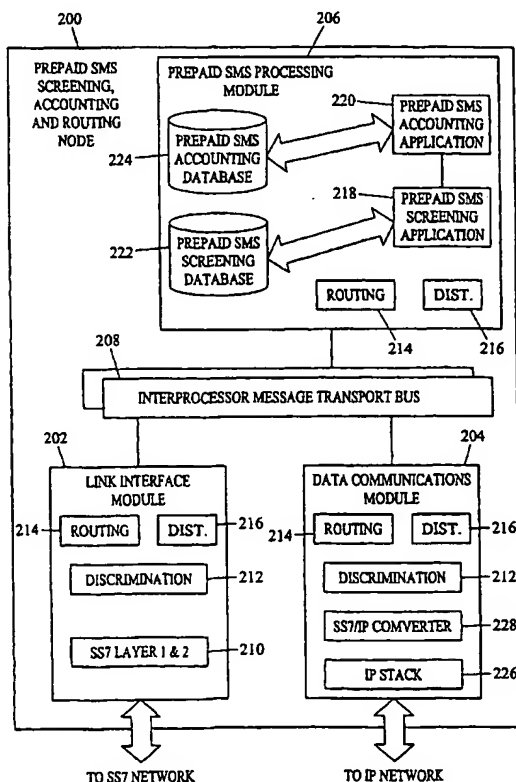 200
206
PREPAID SMS
SCREENING,
ACCOUNTING
AND ROUTING
NODE
PREPAID SMS PROCESSING
MODULE
220
PREPAID SMS
ACCOUNTING
APPLICATION
PREPAID SMS
ACCOUNTING
DATABASE
224
218
PREPAID SMS
SCREENING
APPLICATION
222
PREPAID SMS
SCREENING
DATABASE
ROUTING
DIST.
214
216
208
INTERPROCESSOR MESSAGE TRANSPORT BUS
202
LINK INTERFACE
MODULE
214
ROUTING
DIST.
216
DISCRIMINATION
212
SS7 LAYER 1 & 2
210
204
DATA COMMUNICATIONS
MODULE
214
ROUTING
DIST.
216
DISCRIMINATION
212
SS7/IP COMVERTER
228
IP STACK
226
TO SS7 NETWORK
TO IP NETWORK